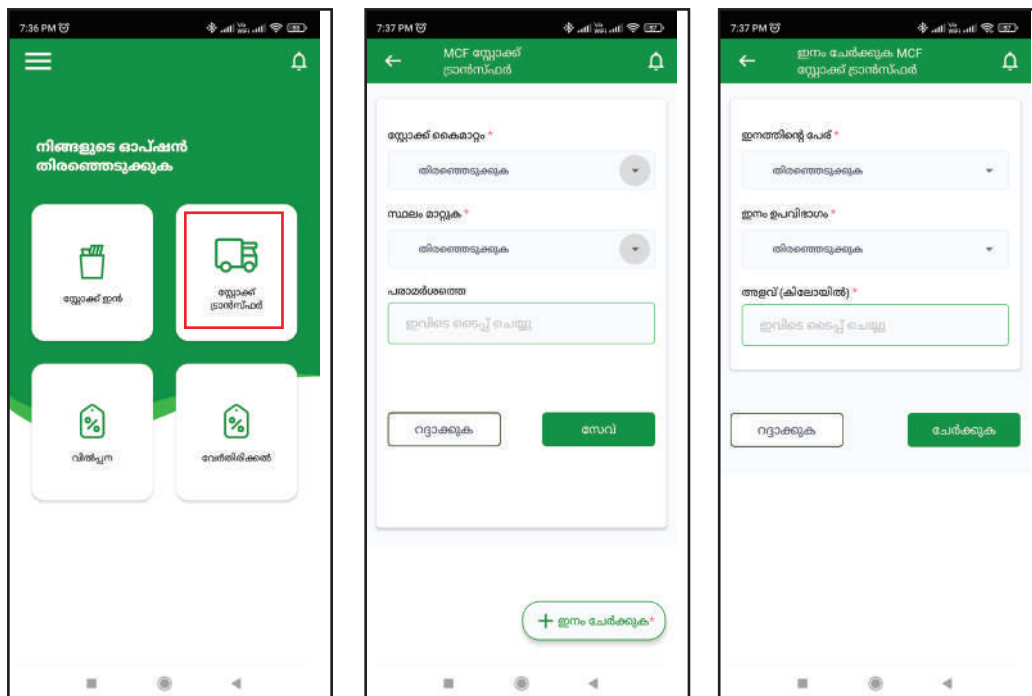 7:36 PM
നിങ്ങളുടെ ഓപ്ഷൻ
തിരഞ്ഞെടുക്കുക
സ്റ്റോക്ക് ഇൻ
സ്റ്റോക്ക്
ട്രാൻസ്ഫർ
വിൽപ്പന
വേർതിരിക്കൽ
7:37 PM
MCF സ്റ്റോക്ക്
ട്രാൻസ്ഫർ
സ്റ്റോക്ക് കൈമാറ്റം *
തിരഞ്ഞെടുക്കുക
സ്ഥലം മാറ്റുക *
തിരഞ്ഞെടുക്കുക
പരാമർശത്തെ
ഇവിടെ ടൈപ്പ് ചെയ്യൂ
റദ്ദാക്കുക
സേവ്
+ ഇനം ചേർക്കുക*
7:37 PM
ഇനം ചേർക്കുക MCF
സ്റ്റോക്ക് ട്രാൻസ്ഫർ
ഇനത്തിന്റെ പേര് *
തിരഞ്ഞെടുക്കുക
ഇനം ഉപവിഭാഗം *
തിരഞ്ഞെടുക്കുക
അളവ് (കിലോയിൽ) *
ഇവിടെ ടൈപ്പ് ചെയ്യൂ
റദ്ദാക്കുക
ചേർക്കുക